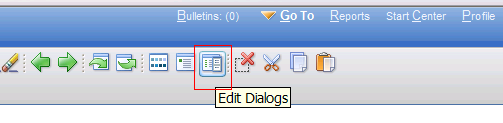 Bulletins: (0) Go To Reports Start Center Profile
Edit Dialogs